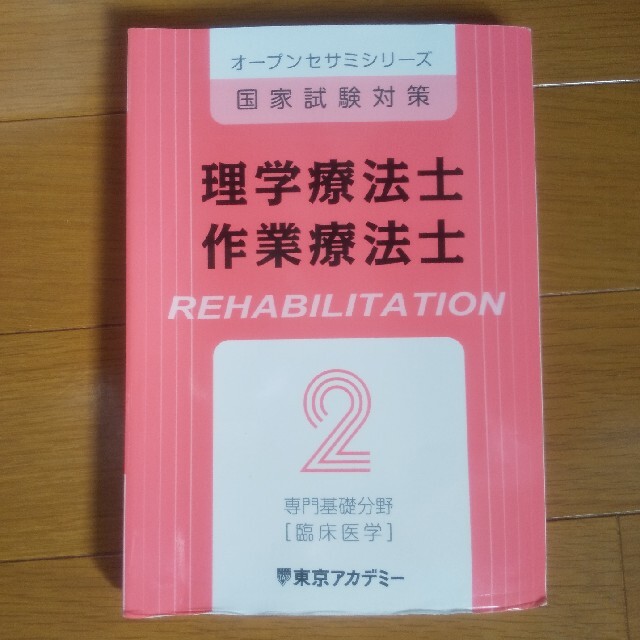 オープンセサミシリーズ
国家試験対策
理学療法士
作業療法士
REHABILITATION
2
専門基礎分野
[臨床医学]
東京アカデミー